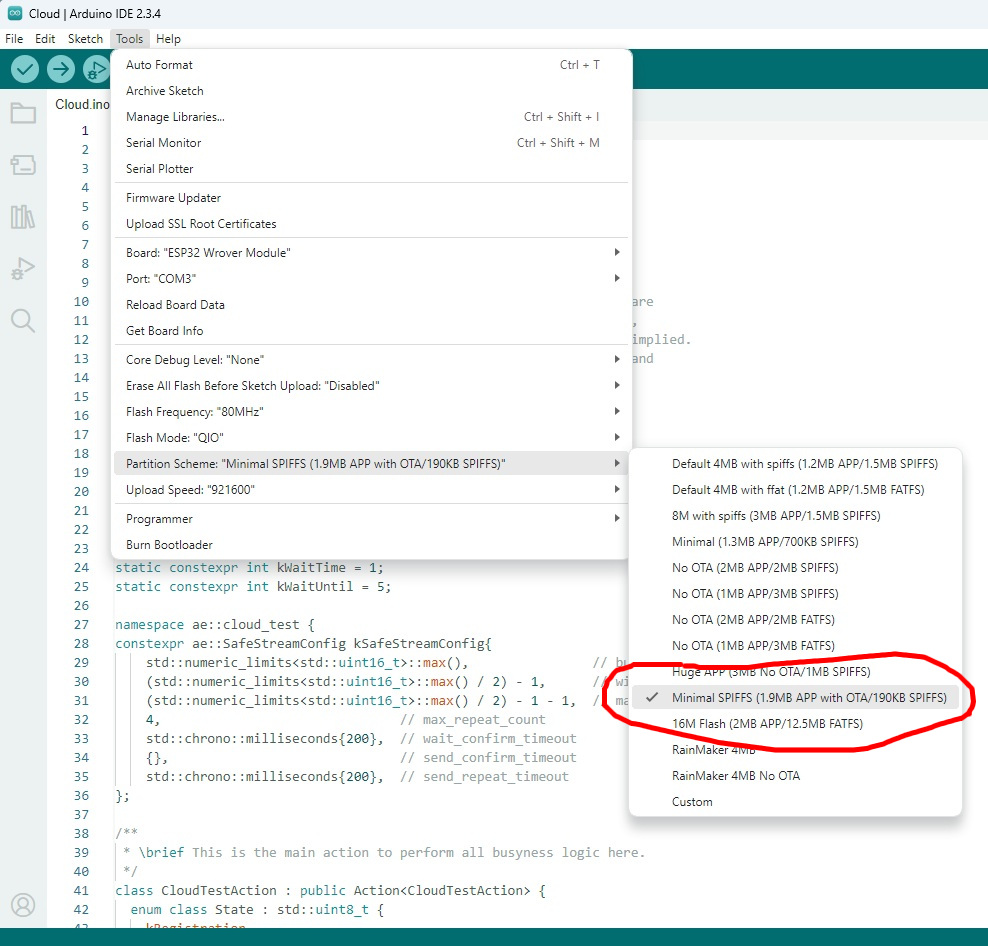 Cloud | Arduino IDE 2.3.4
File Edit Sketch Tools Help
Cloud.ino
Auto Format Ctrl + T
Archive Sketch
Manage Libraries... Ctrl + Shift + I
Serial Monitor Ctrl + Shift + M
Serial Plotter
Firmware Updater
Upload SSL Root Certificates
Board: "ESP32 Wrover Module"
Port: "COM3"
Reload Board Data
Get Board Info
Core Debug Level: "None"
Erase All Flash Before Sketch Upload: "Disabled"
Flash Frequency: "80MHz"
Flash Mode: "QIO"
Partition Scheme: "Minimal SPIFFS (1.9MB APP with OTA/190KB SPIFFS)"
Upload Speed: "921600"
Programmer
Burn Bootloader
Default 4MB with spiffs (1.2MB APP/1.5MB SPIFFS)
Default 4MB with ffat (1.2MB APP/1.5MB FATFS)
8M with spiffs (3MB APP/1.5MB SPIFFS)
Minimal (1.3MB APP/700KB SPIFFS)
No OTA (2MB APP/2MB SPIFFS)
No OTA (1MB APP/3MB SPIFFS)
No OTA (2MB APP/2MB FATFS)
No OTA (1MB APP/3MB FATFS)
Huge APP (3MB No OTA/1MB SPIFFS)
Minimal SPIFFS (1.9MB APP with OTA/190KB SPIFFS)
16M Flash (2MB APP/12.5MB FATFS)
RainMaker 4MB
RainMaker 4MB No OTA
Custom
1
2
3
4
5
6
7
8
9
10 are
11 ,
12 implied.
13 and
14
15
16
17
18
19
20
21
22
23
24 static constexpr int kWaitTime = 1;
25 static constexpr int kWaitUntil = 5;
26
27 namespace ae::cloud_test {
28 constexpr ae::SafeStreamConfig kSafeStreamConfig{
29 std::numeric_limits<std::uint16_t>::max(), //
30 (std::numeric_limits<std::uint16_t>::max() / 2) - 1, //
31 (std::numeric_limits<std::uint16_t>::max() / 2) - 1 - 1, //
32 4, // max_repeat_count
33 std::chrono::milliseconds{200}, // wait_confirm_timeout
34 {}, // send_confirm_timeout
35 std::chrono::milliseconds{200}, // send_repeat_timeout
36 };
37
38 /**
39 * \brief This is the main action to perform all busyness logic here.
40 */
41 class CloudTestAction : public Action<CloudTestAction> {
42 enum class State : std::uint8_t {
43 kRegistration